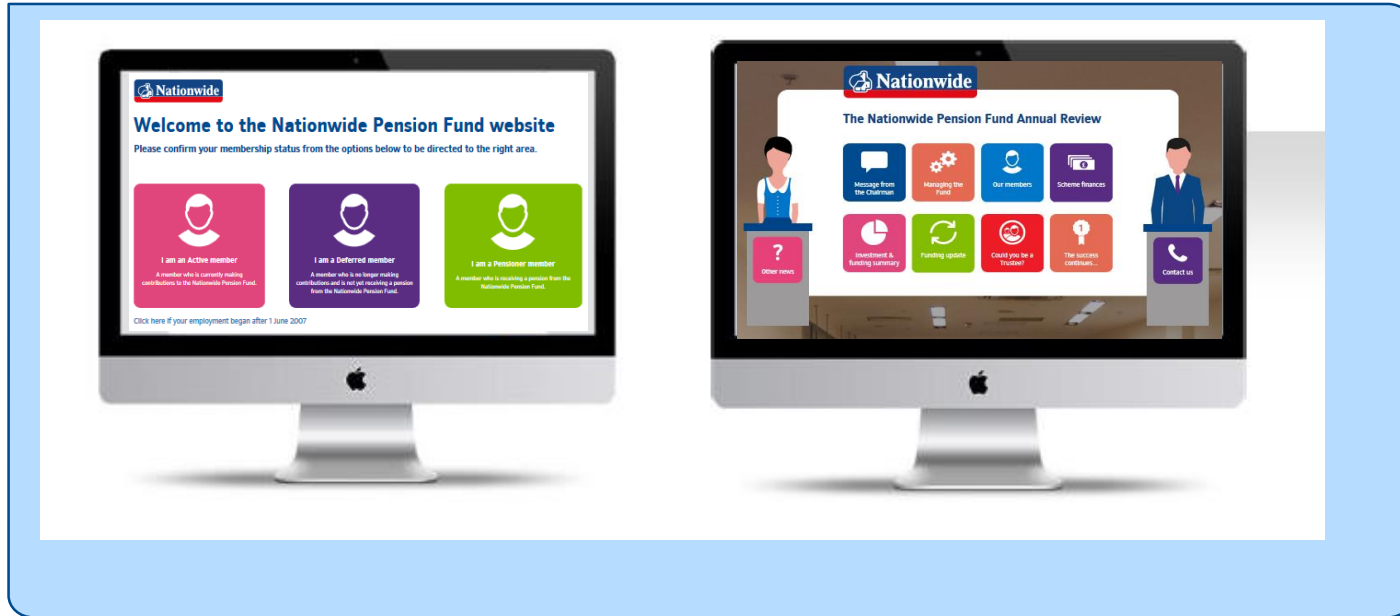 Nationwide
Welcome to the Nationwide Pension Fund website
Please confirm your membership status from the options below to be directed to the right area.
I am an Active member
A member who is currently making
contributions to the Nationwide Pension Fund.
I am a Deferred member
A member who is no longer making
contributions and is not yet receiving a pension
from the Nationwide Pension Fund.
I am a Pensioner member
A member who is receiving a pension from the
Nationwide Pension Fund.
Click here if your employment began after 1 June 2007
Nationwide
The Nationwide Pension Fund Annual Review
Message from
the Chairman
Managing the
Fund
Our members
£
Scheme finances
Investment &
funding summary
Funding update
Could you be a
Trustee?
1
The success
continues...
?
Other news
Contact us